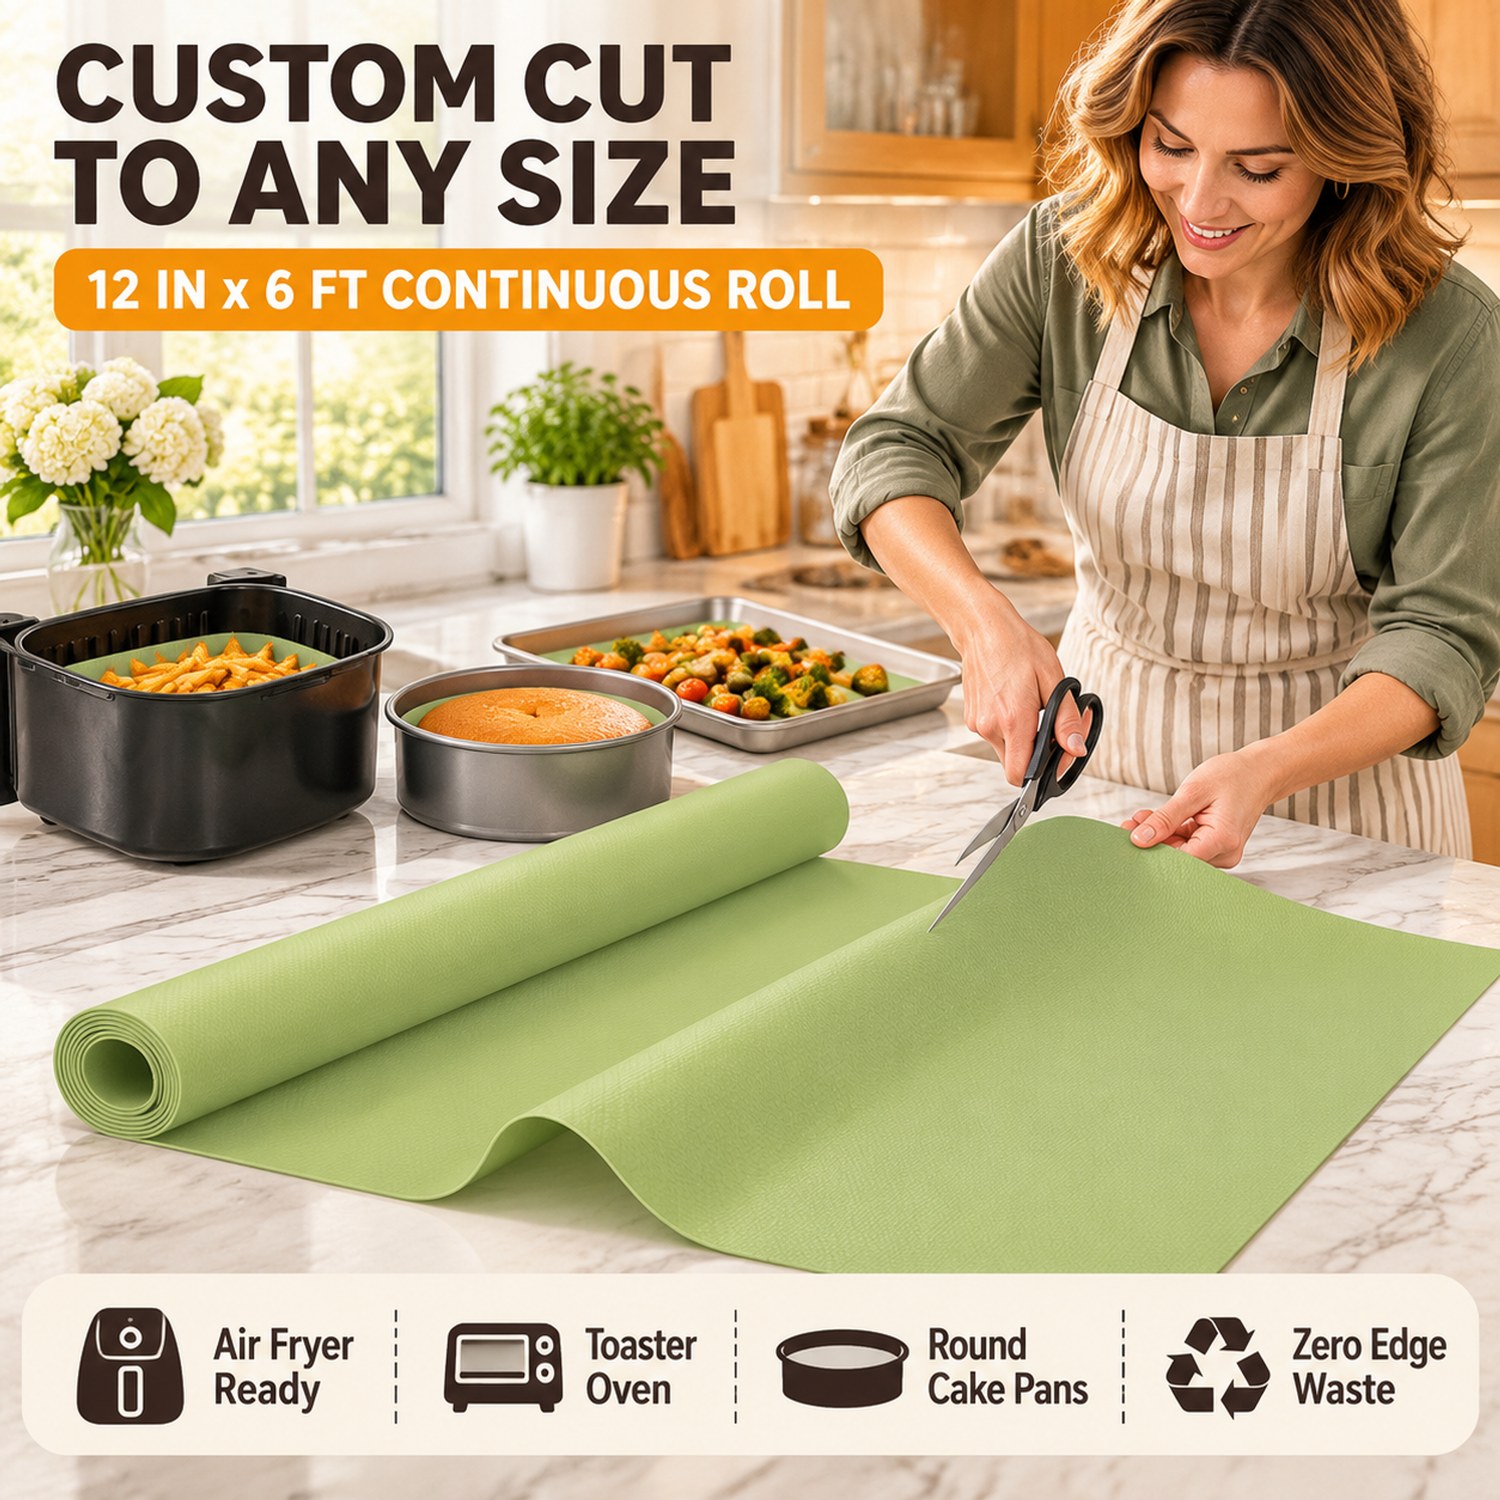 CUSTOM CUT
TO ANY SIZE
12 IN x 6 FT CONTINUOUS ROLL
Air Fryer
Ready
Toaster
Oven
Round
Cake Pans
Zero Edge
Waste